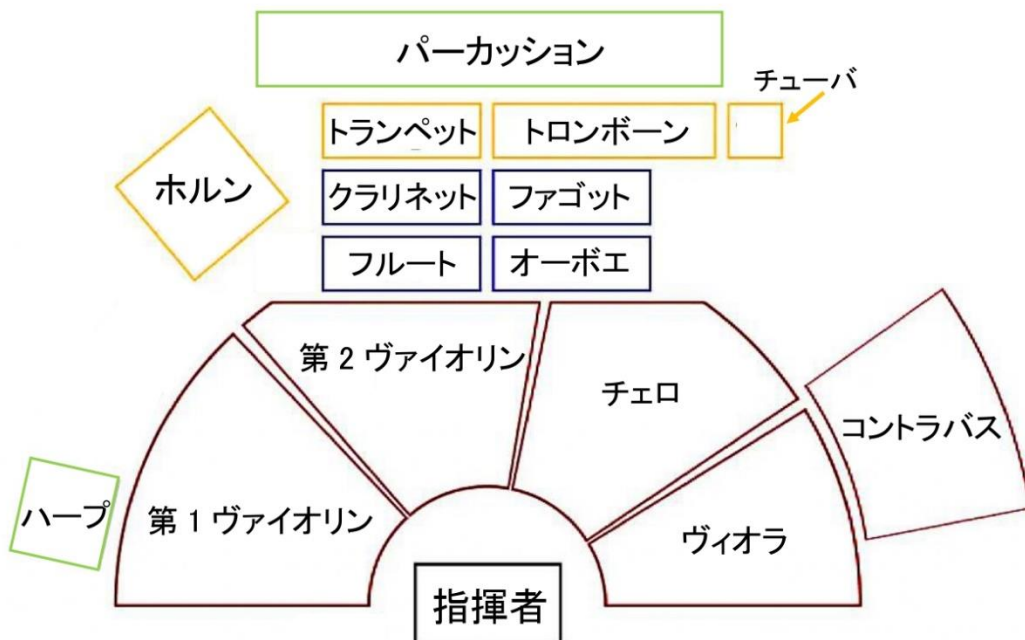 パーカッション
チューバ
トランペット
トロンボーン
ホルン
クラリネット
ファゴット
フルート
オーボエ
第2ヴァイオリン
チェロ
コントラバス
ハープ
第1ヴァイオリン
ヴィオラ
指揮者